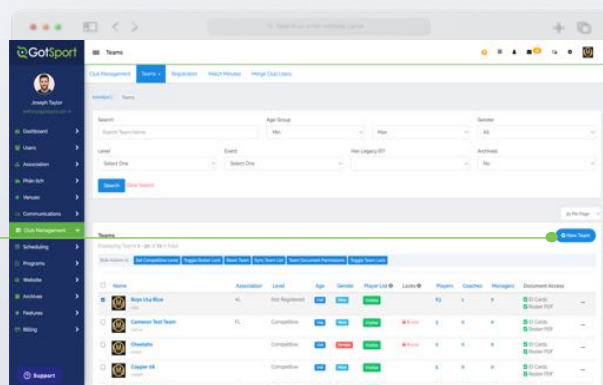 GotSport
Teams
Joseph Taylor
Club Management
Teams
Registration
Match Minutes
Merge Club Users
Teams
Search
Age Group
Gender
Search Team Name
Min
Max
All
Level
Event
Has Legacy ID?
Archived
Select One
Select One
No
Search
Clear Search
Per Page
Dashboard
Users
Association
Phân tích
Venues
Communications
Club Management
Scheduling
Programs
Website
Archives
Features
Billing
Support
New Team
Teams
Set Competitive Level
Toggle Roster Lock
Reset Team
Sync Team List
Team Document Permissions
Toggle Team Lock
Name
Association
Level
Age
Gender
Player List
Locks
Players
Coaches
Managers
Document Access
Boys U14 Blue
Not Registered
ID Cards
Roster PDF
Cameron Test Team
FL
Competitive
ID Cards
Roster PDF
Cheetahs
Competitive
ID Cards
Roster PDF
Competitive
ID Cards
Roster PDF